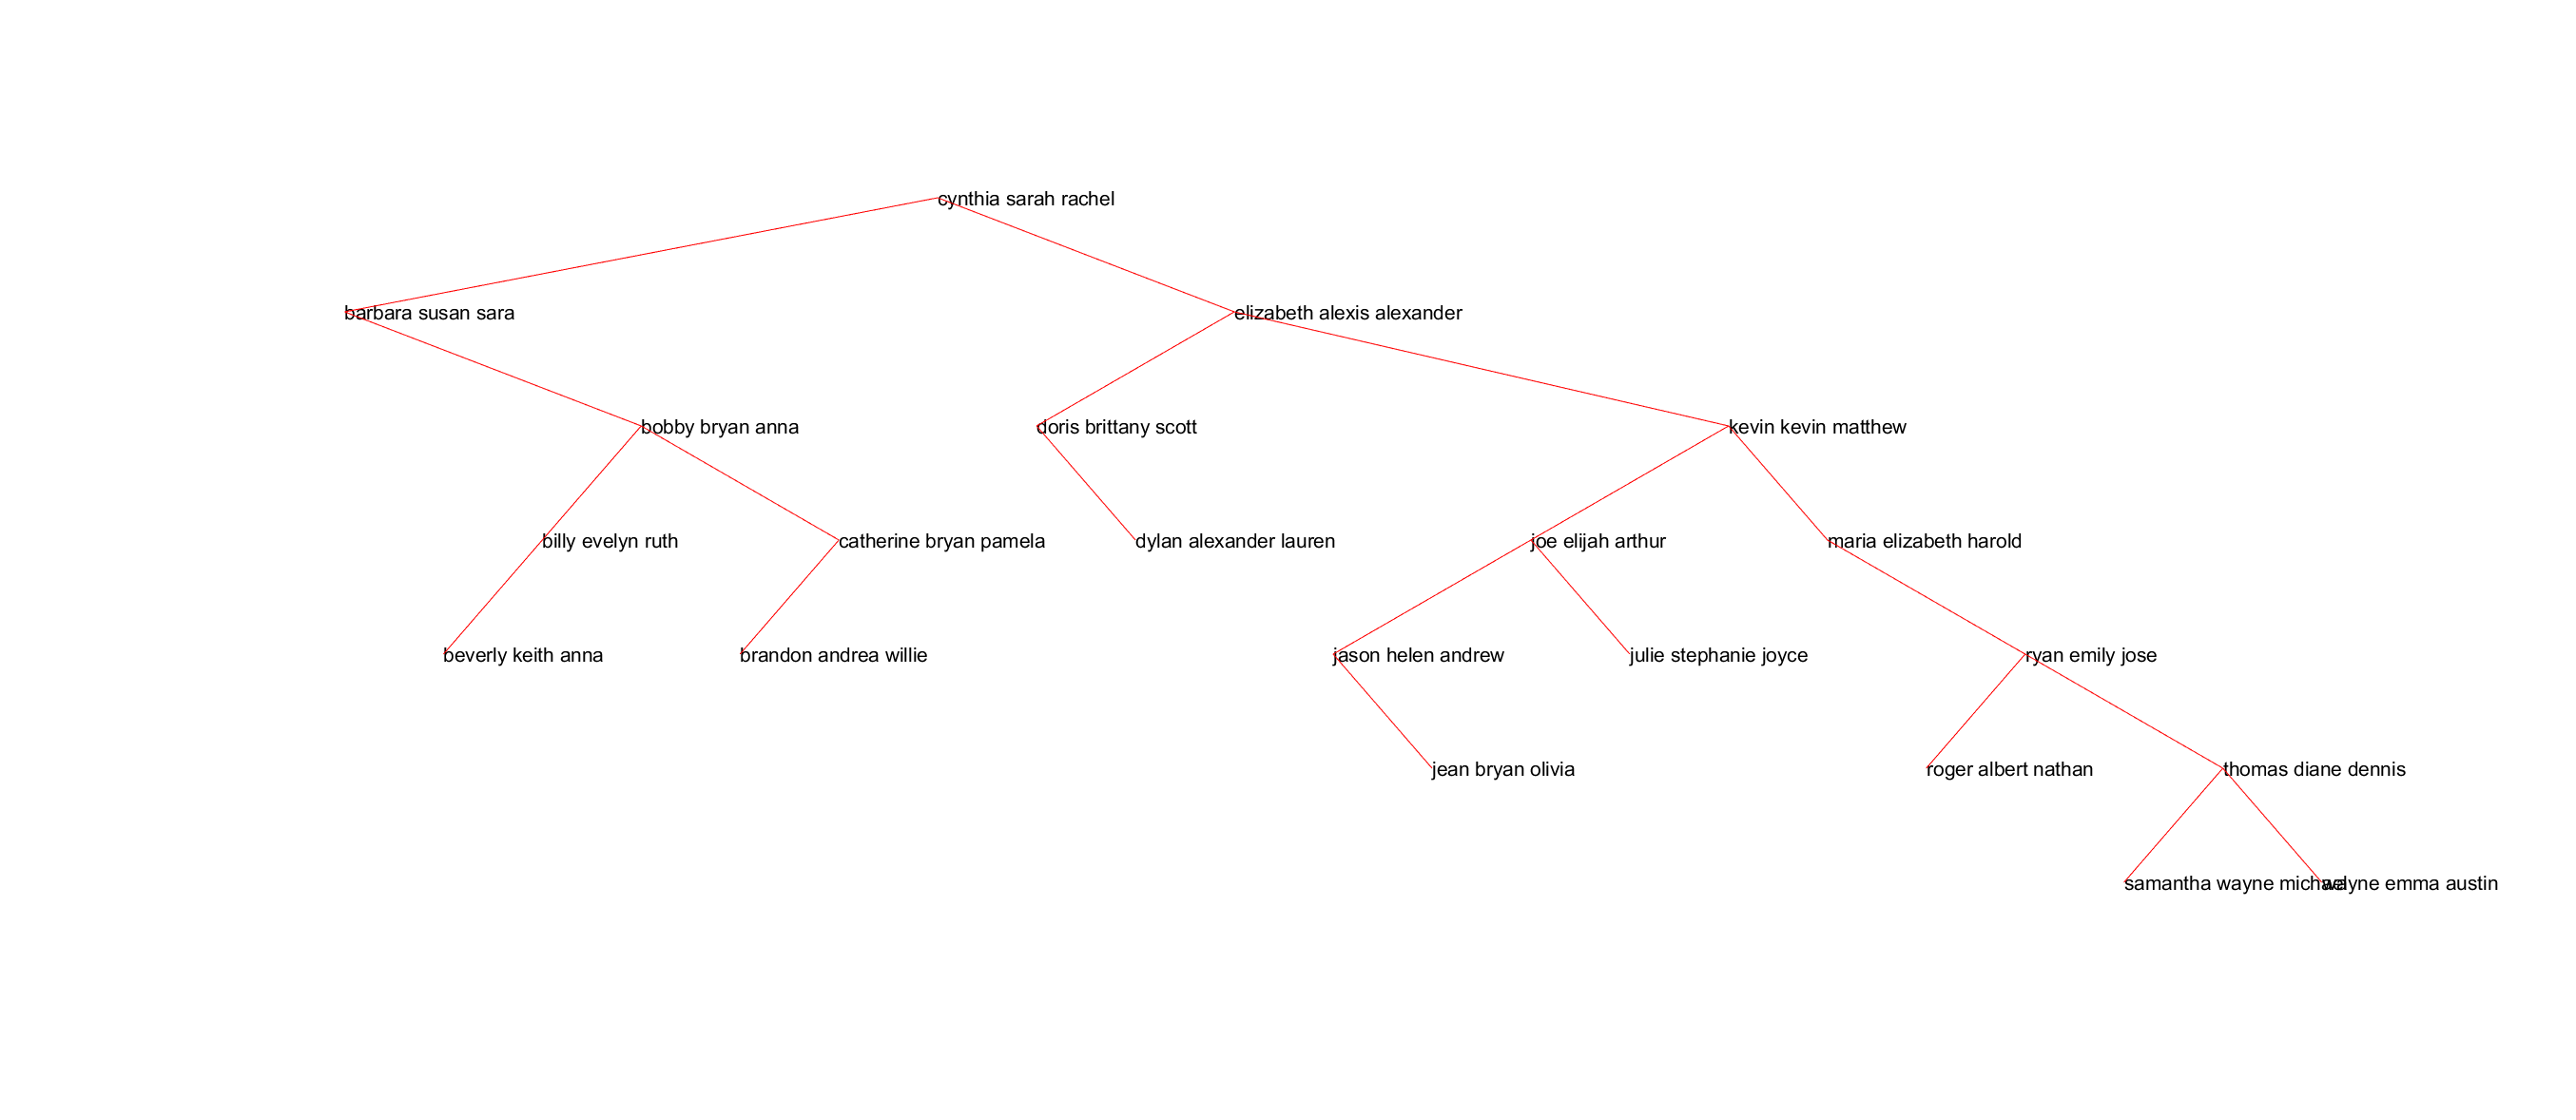 cynthia sarah rachel
barbara susan sara
elizabeth alexis alexander
bobby bryan anna
doris brittany scott
kevin kevin matthew
billy evelyn ruth
catherine bryan pamela
dylan alexander lauren
joe elijah arthur
maria elizabeth harold
beverly keith anna
brandon andrea willie
jason helen andrew
julie stephanie joyce
ryan emily jose
jean bryan olivia
roger albert nathan
thomas diane dennis
samantha wayne michael
wayne emma austin